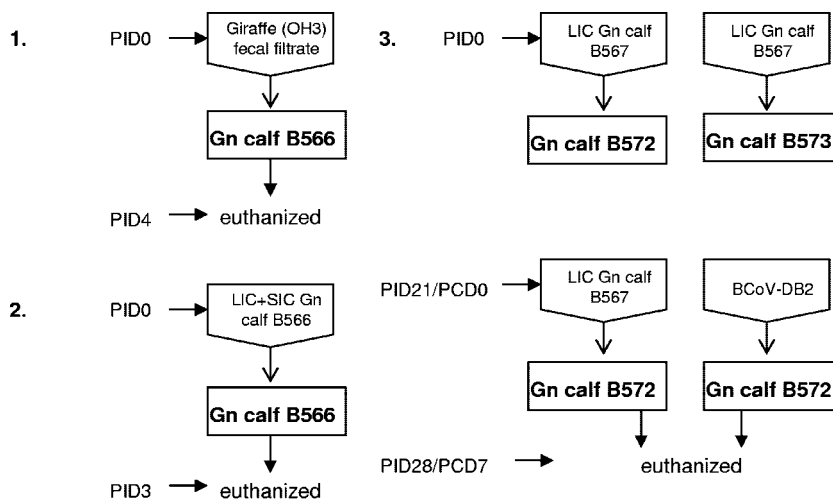 1.
PID0
Giraffe (OH3)
fecal filtrate
Gn calf B566
PID4
euthanized
2.
PID0
LIC+SIC Gn
calf B566
Gn calf B566
PID3
euthanized
3.
PID0
LIC Gn calf
B567
LIC Gn calf
B567
Gn calf B572
Gn calf B573
PID21/PCD0
LIC Gn calf
B567
BCoV-DB2
Gn calf B572
Gn calf B572
PID28/PCD7
euthanized